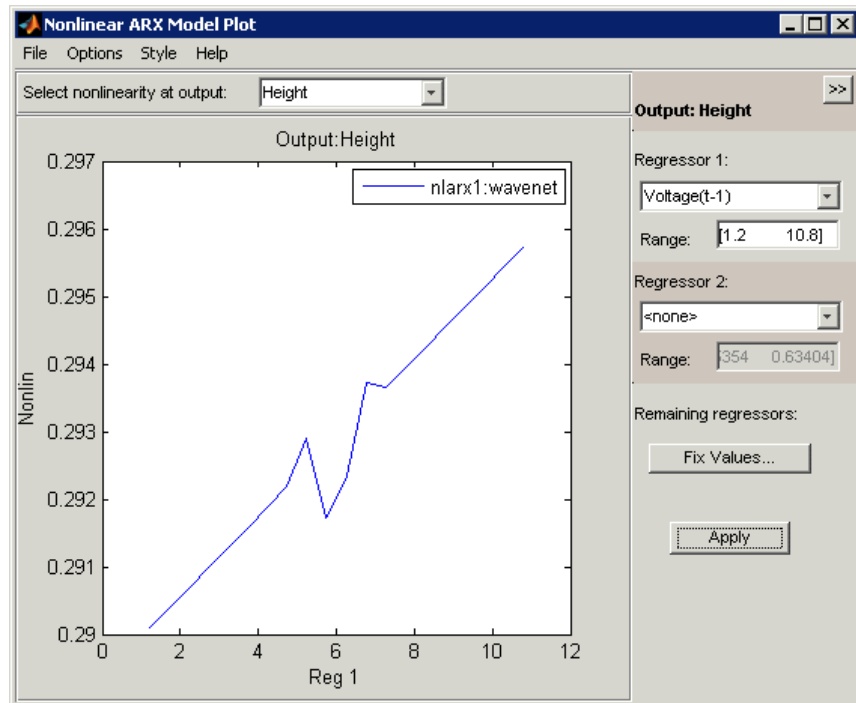 Nonlinear ARX Model Plot
File Options Style Help
Select nonlinearity at output: Height
>>
Output: Height
Output:Height
nlarx1:wavenet
0.297
0.296
0.295
0.294
0.293
0.292
0.291
0.29
Nonlin
0 2 4 6 8 10 12
Reg 1
Regressor 1:
Voltage(t-1)
Range: [1.2 10.8]
Regressor 2:
<none>
Range: 354 0.63404]
Remaining regressors:
Fix Values...
Apply